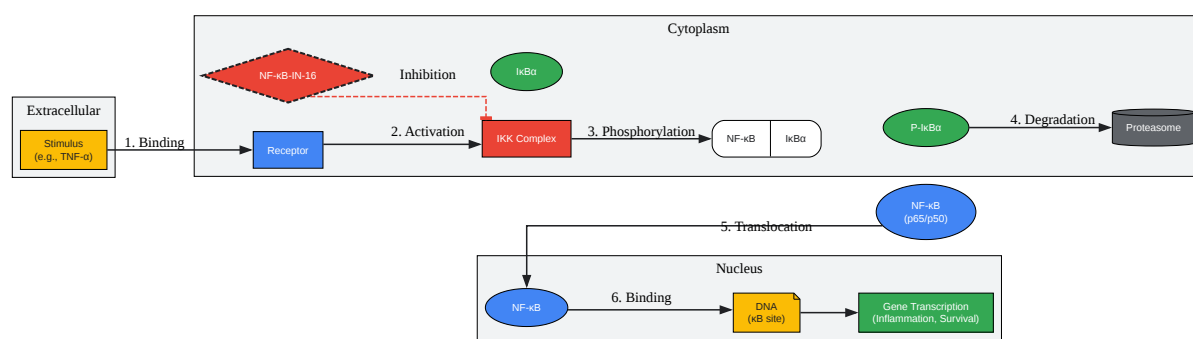 Cytoplasm
NF-κB-IN-16
Inhibition
IκBα
Extracellular
Stimulus
(e.g., TNF-α)
1. Binding
Receptor
2. Activation
IKK Complex
3. Phosphorylation
NF-κB
IκBα
P-IκBα
4. Degradation
Proteasome
NF-κB
(p65/p50)
5. Translocation
Nucleus
NF-κB
6. Binding
DNA
(κB site)
Gene Transcription
(Inflammation, Survival)